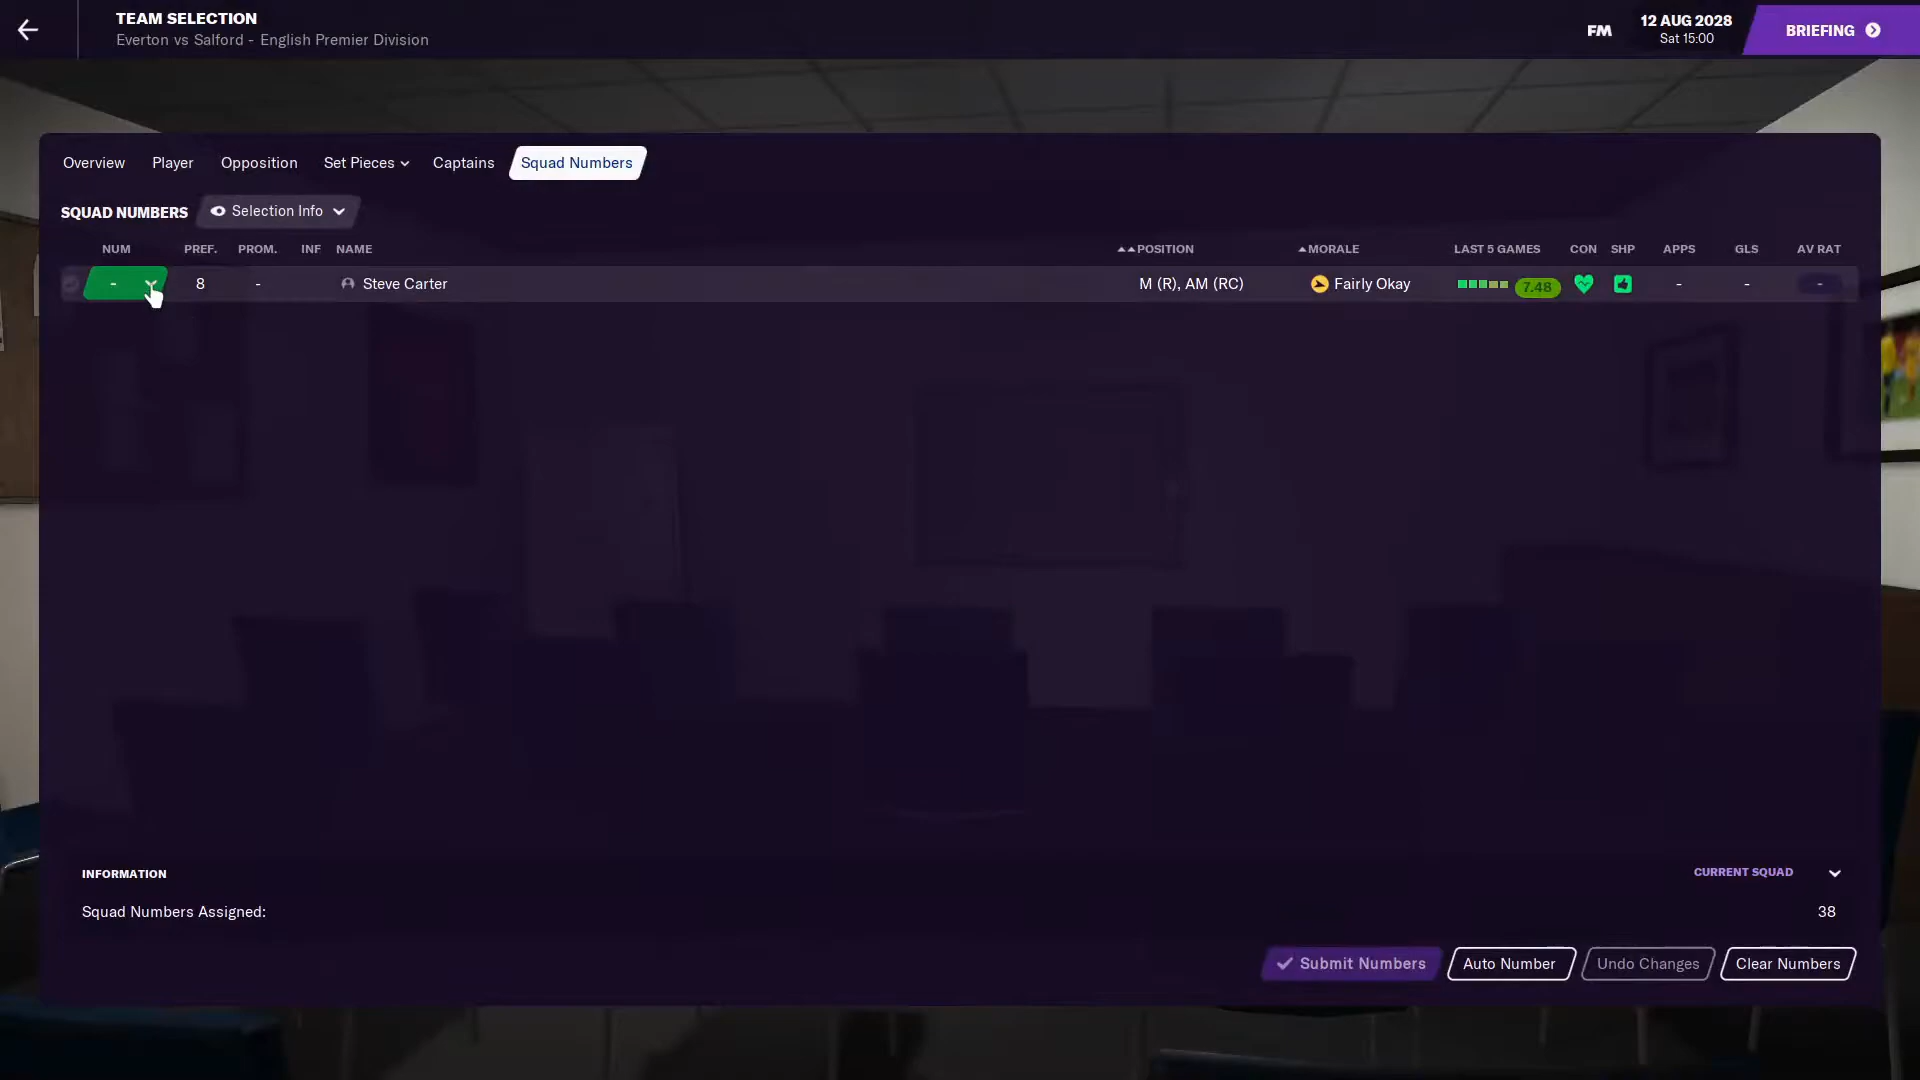 TEAM SELECTION
Everton vs Salford - English Premier Division
FM
12 AUG 2028
Sat 15:00
BRIEFING
Overview Player Opposition Set Pieces Captains Squad Numbers
SQUAD NUMBERS Selection Info
NUM PREF. PROM. INF NAME POSITION MORALE LAST 5 GAMES CON SHP APPS GLS AV RAT
- 8 - Steve Carter M (R), AM (RC) Fairly Okay 7.48 - - -
INFORMATION CURRENT SQUAD
Squad Numbers Assigned: 38
Submit Numbers Auto Number Undo Changes Clear Numbers